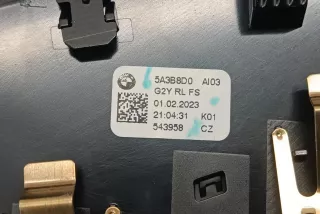 5A3B8D0 AI03
G2Y RL FS
01.02.2023
21:04:31 K01
543958 CZ